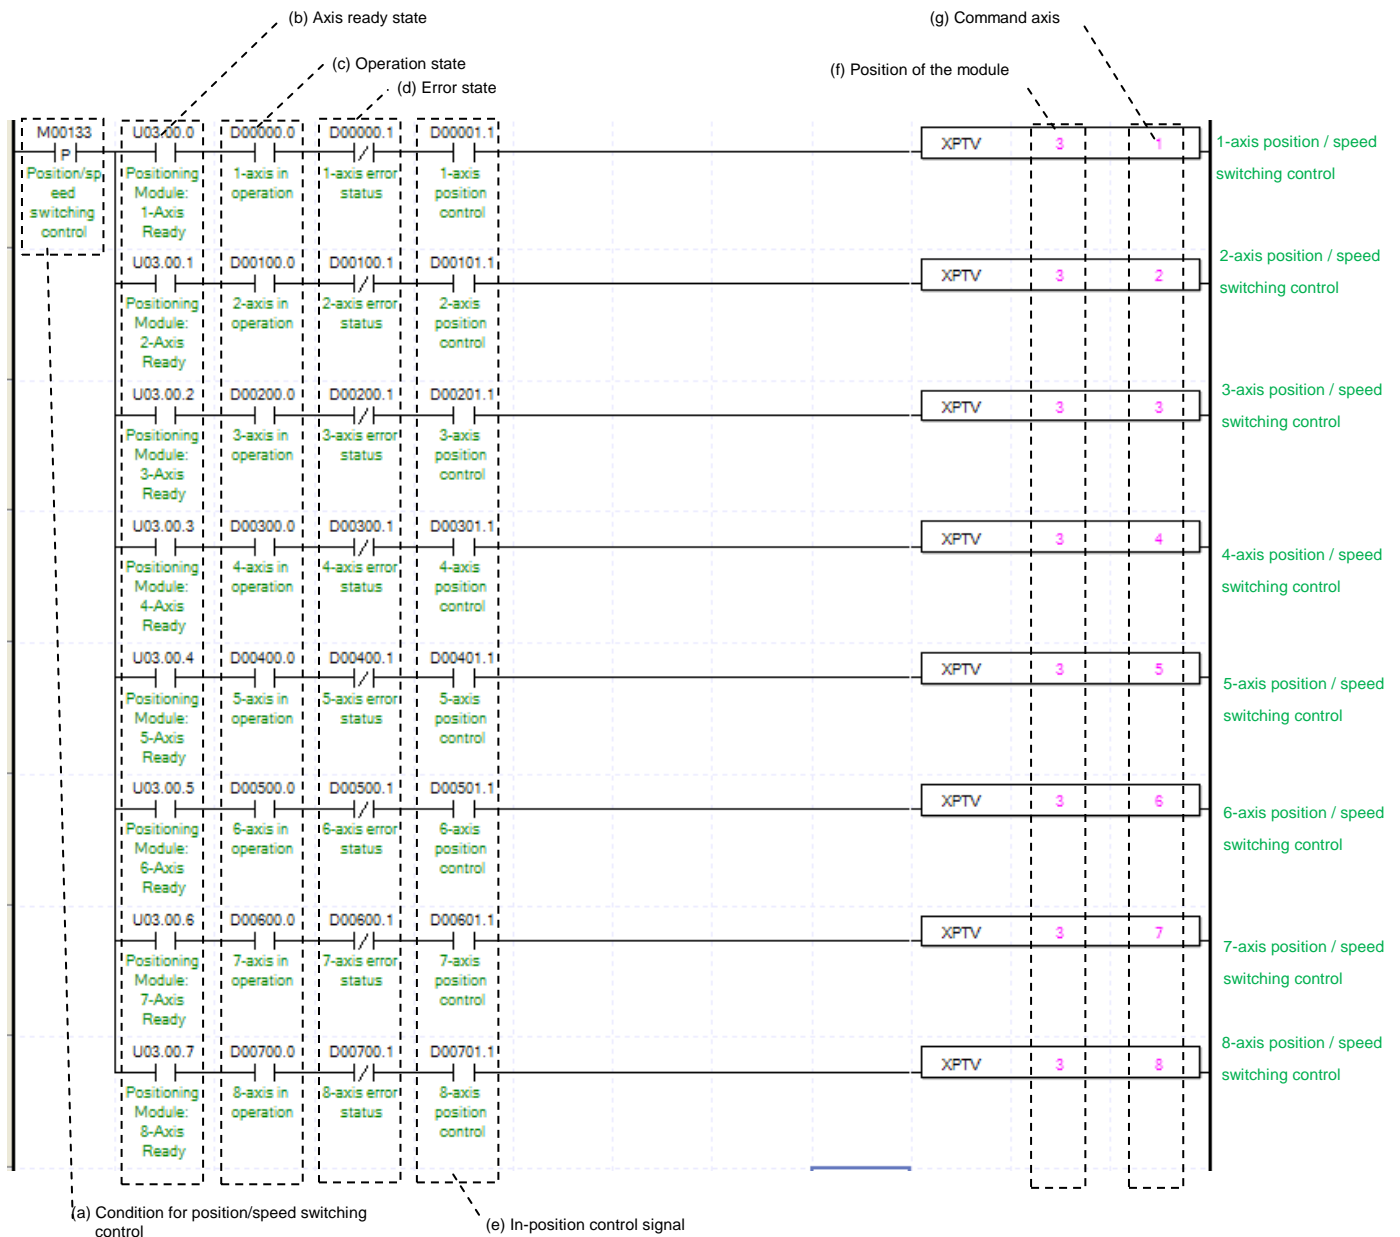 (b) Axis ready state
(g) Command axis
(c) Operation state
(f) Position of the module
(d) Error state
M00133 U03.00.0 D00000.0 D00000.1 D00001.1
P
XPTV 3 1
1-axis position / speed
switching control
Position/sp
eed
switching
control
Positioning
Module:
1-Axis
Ready
1-axis in
operation
1-axis error
status
1-axis
position
control
U03.00.1 D00100.0 D00100.1 D00101.1
XPTV 3 2
2-axis position / speed
switching control
Positioning
Module:
2-Axis
Ready
2-axis in
operation
2-axis error
status
2-axis
position
control
U03.00.2 D00200.0 D00200.1 D00201.1
XPTV 3 3
3-axis position / speed
switching control
Positioning
Module:
3-Axis
Ready
3-axis in
operation
3-axis error
status
3-axis
position
control
U03.00.3 D00300.0 D00300.1 D00301.1
XPTV 3 4
4-axis position / speed
switching control
Positioning
Module:
4-Axis
Ready
4-axis in
operation
4-axis error
status
4-axis
position
control
U03.00.4 D00400.0 D00400.1 D00401.1
XPTV 3 5
5-axis position / speed
switching control
Positioning
Module:
5-Axis
Ready
5-axis in
operation
5-axis error
status
5-axis
position
control
U03.00.5 D00500.0 D00500.1 D00501.1
XPTV 3 6
6-axis position / speed
switching control
Positioning
Module:
6-Axis
Ready
6-axis in
operation
6-axis error
status
6-axis
position
control
U03.00.6 D00600.0 D00600.1 D00601.1
XPTV 3 7
7-axis position / speed
switching control
Positioning
Module:
7-Axis
Ready
7-axis in
operation
7-axis error
status
7-axis
position
control
U03.00.7 D00700.0 D00700.1 D00701.1
XPTV 3 8
8-axis position / speed
switching control
Positioning
Module:
8-Axis
Ready
8-axis in
operation
8-axis error
status
8-axis
position
control
(a) Condition for position/speed switching
control
(e) In-position control signal